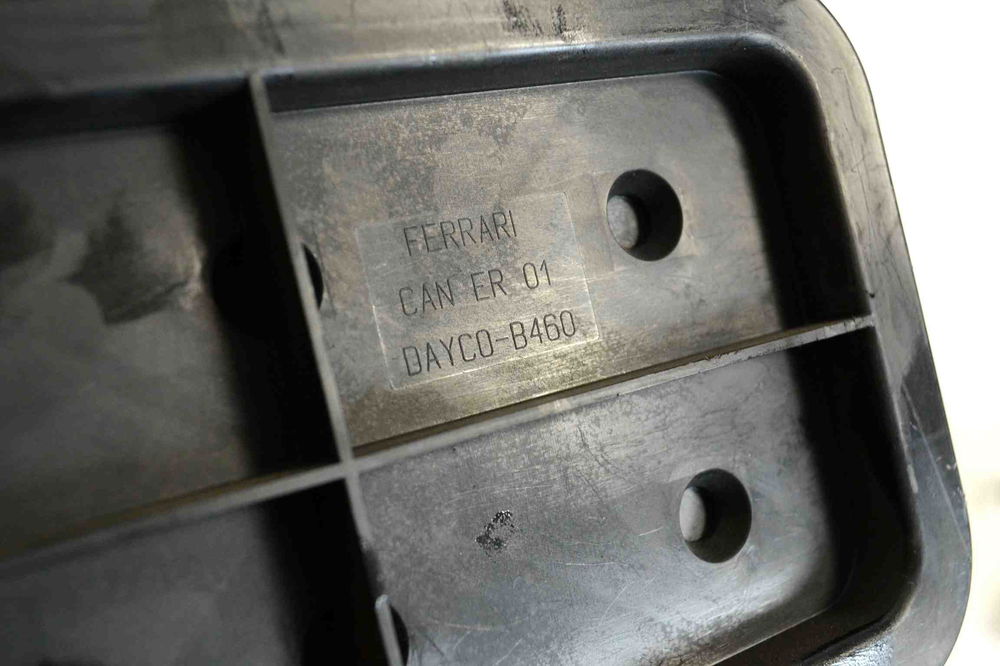 FERRARI
CAN ER 01
DAYCO-B460